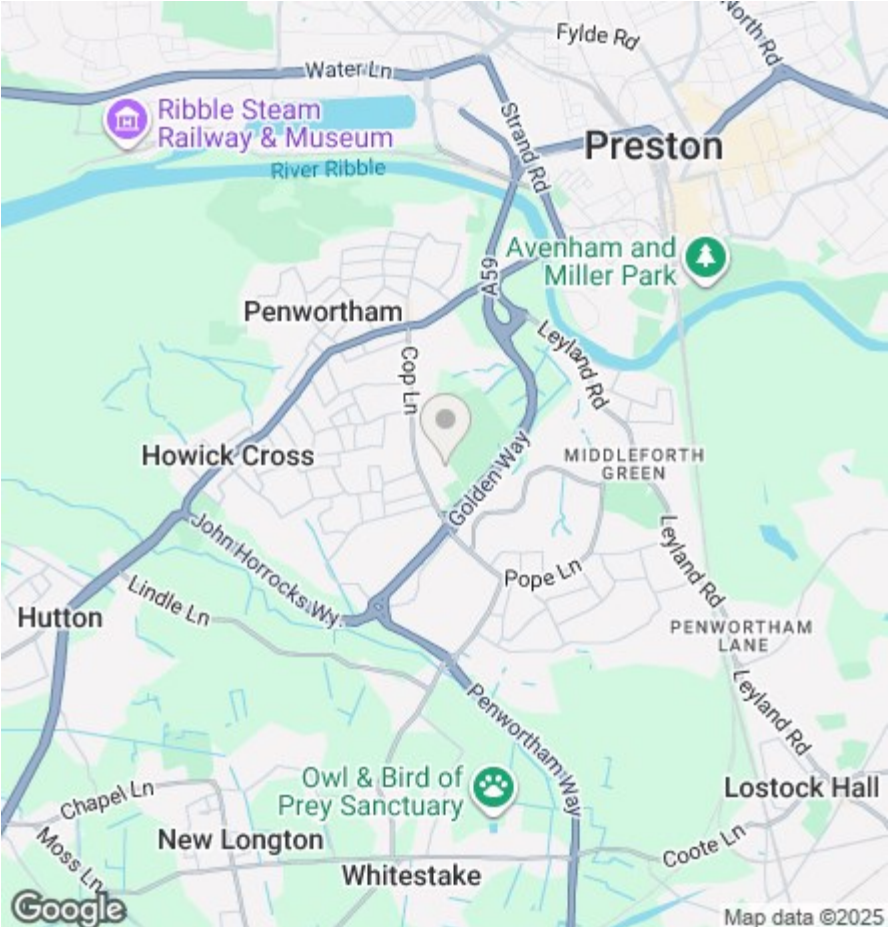 Fylde Rd
North Rd
Water Ln
Ribble Steam
Railway & Museum
Strand Rd
Preston
River Ribble
Avenham and
Miller Park
A59
Penwortham
Leyland Rd
Cop Ln
Howick Cross
MIDDLEFORTH
GREEN
Golden Way
John Horrocks Wy.
Leyland Rd
Pope Ln
Lindle Ln
Hutton
PENWORTHAM
LANE
Leyland Rd
Penwortham Way
Owl & Bird of
Prey Sanctuary
Lostock Hall
Chapel Ln
New Longton
Coote Ln
Moss Ln
Whitestake
Google
Map data ©2025